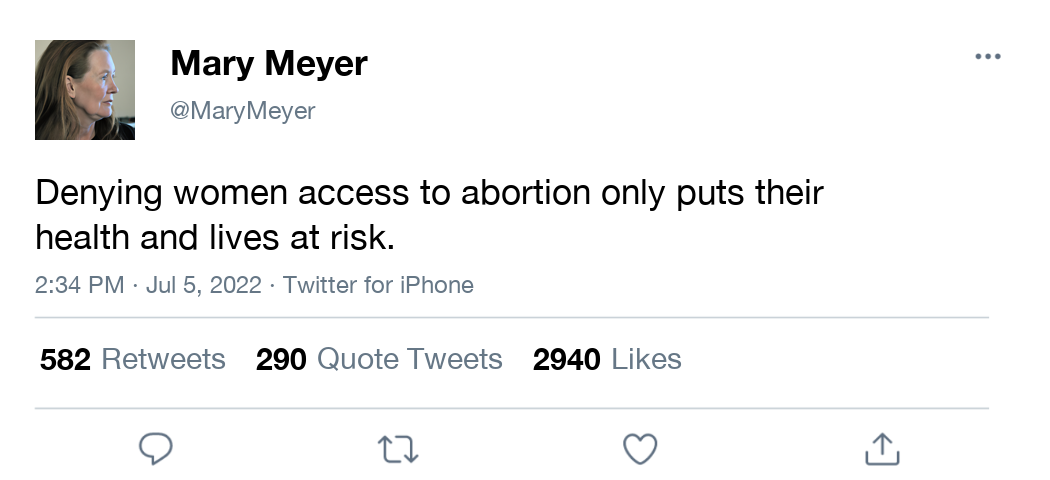 Mary Meyer
@MaryMeyer
Denying women access to abortion only puts their
health and lives at risk.
2:34 PM · Jul 5, 2022 · Twitter for iPhone
582 Retweets 290 Quote Tweets 2940 Likes